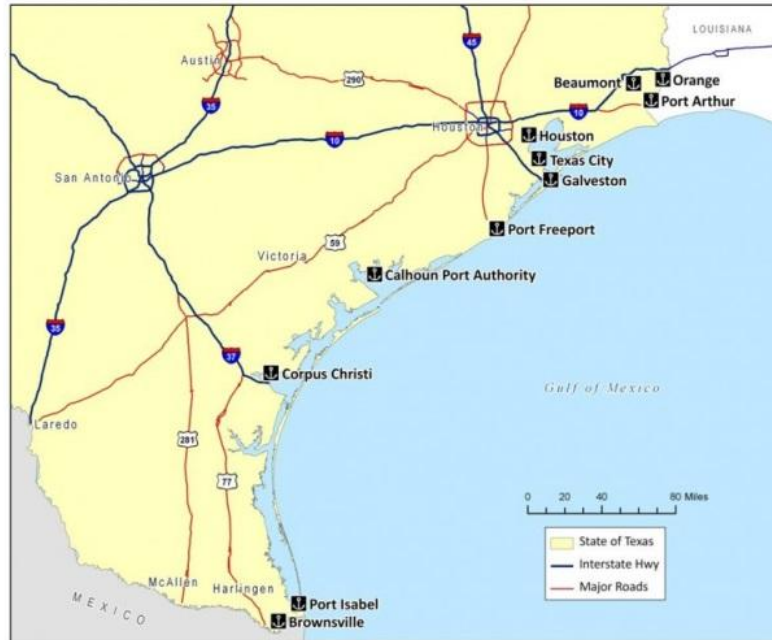 LOUISIANA
45
Austin
290
Beaumont
Orange
Port Arthur
35
10
Houston
Houston
10
Texas City
San Antonio
Galveston
Port Freeport
59
Victoria
Calhoun Port Authority
35
37
Corpus Christi
Gulf of Mexico
Laredo
281
77
0 20 40 80 Miles
State of Texas
Interstate Hwy
Major Roads
McAllen
Harlingen
MEXICO
Port Isabel
Brownsville